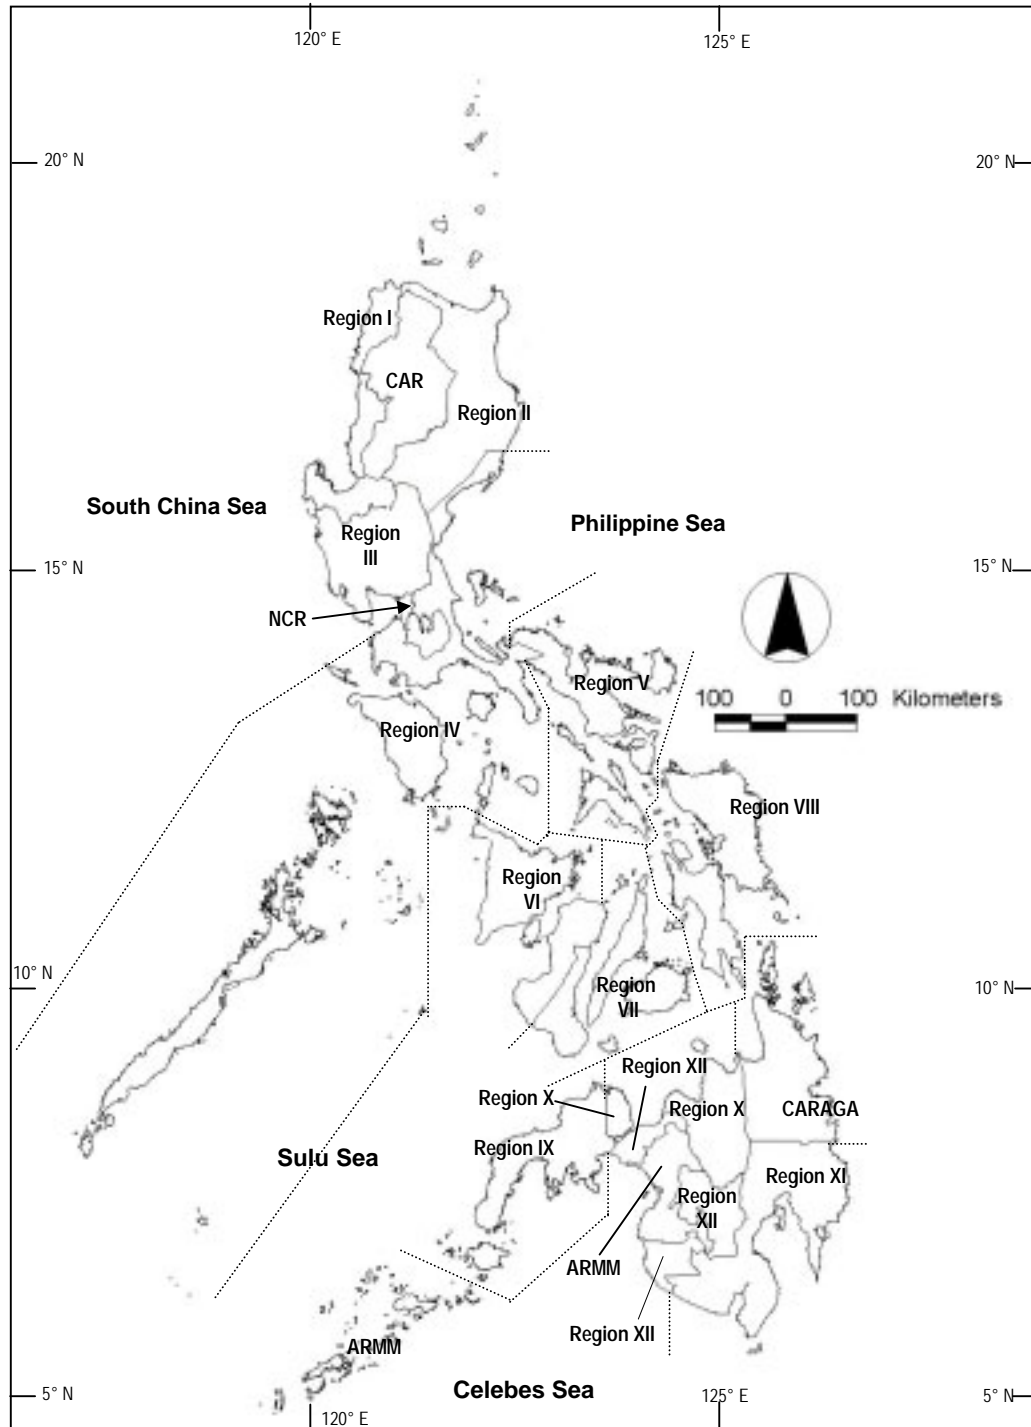 120° E
125° E
20° N
20° N
Region I
CAR
Region II
South China Sea
Philippine Sea
Region
III
15° N
15° N
NCR
Region V
100 0 100 Kilometers
Region IV
Region VIII
Region
VI
10° N
10° N
Region
VII
Region XII
Region X
Region X
CARAGA
Region IX
Sulu Sea
Region XI
Region
XII
ARMM
Region XII
ARMM
Celebes Sea
5° N
5° N
125° E
120° E